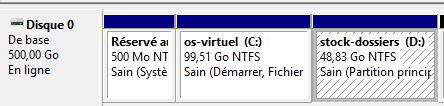 Disque 0
De base
500,00 Go
En ligne
Réservé au
500 Mo NT
Sain (Systè
os-virtuel (C:)
99,51 Go NTFS
Sain (Démarrer, Fichier
stock-dossiers (D:)
48,83 Go NTFS
Sain (Partition princip